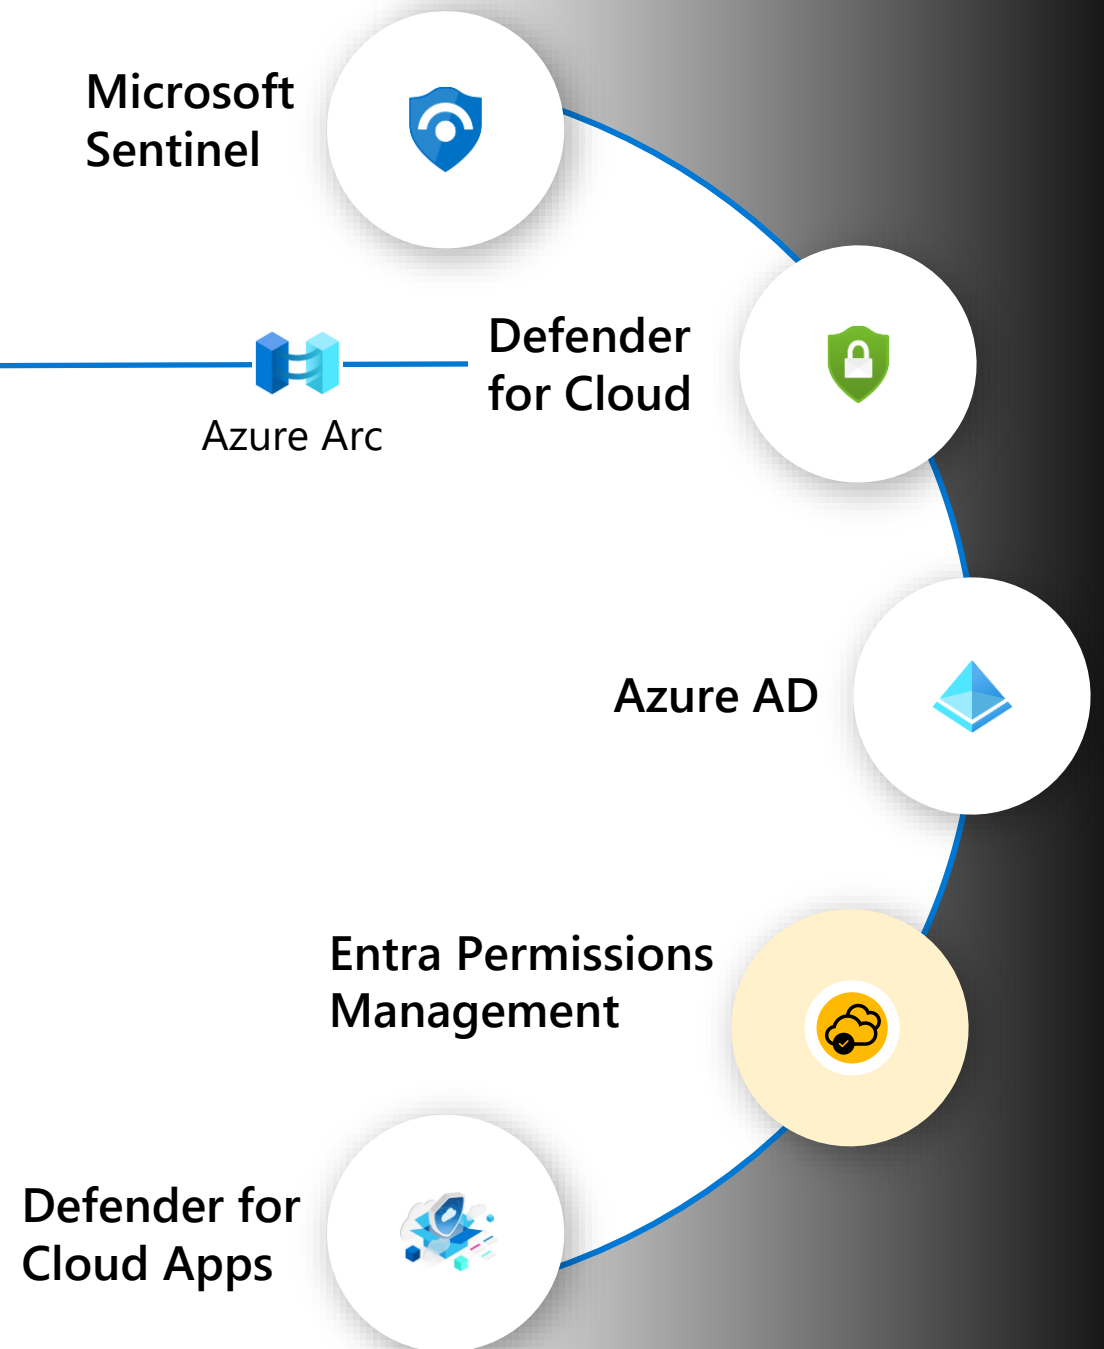 Microsoft
Sentinel
Defender
for Cloud
Azure Arc
Azure AD
Entra Permissions
Management
Defender for
Cloud Apps